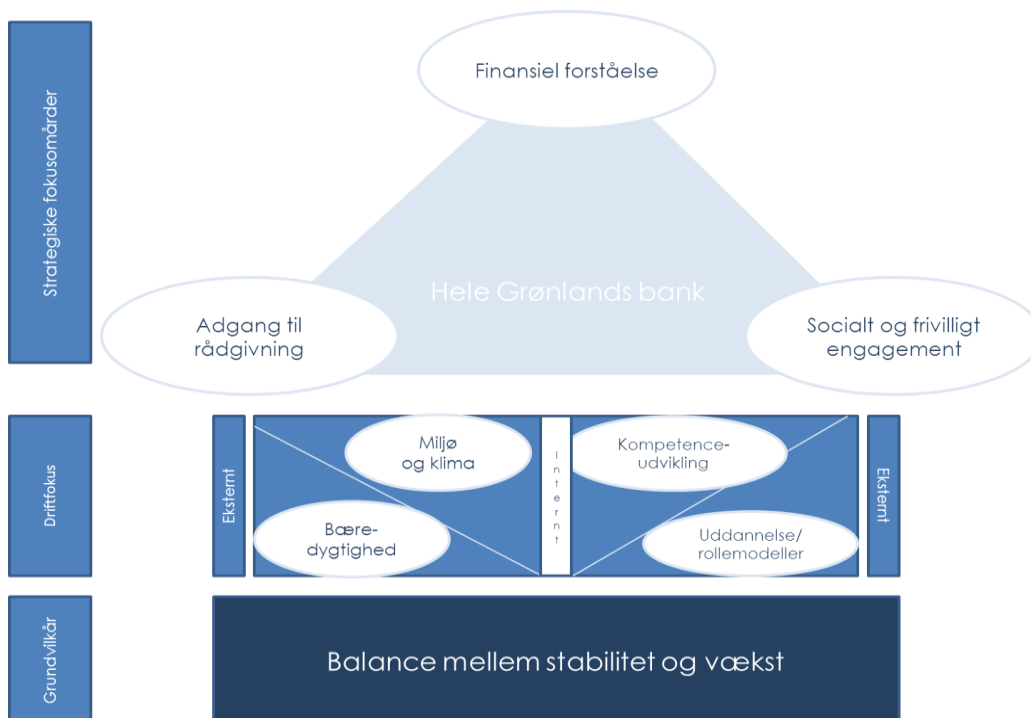 Strategiske fokusomårder
Finansiel forståelse
Hele Grønlands bank
Adgang til
rådgivning
Socialt og frivilligt
engagement
Driftfokus
Eksternt
Miljø
og klima
Bære-
dygtighed
Internt
Kompetence-
udvikling
Uddannelse/
rollemodeller
Eksternt
Grundvilkår
Balance mellem stabilitet og vækst